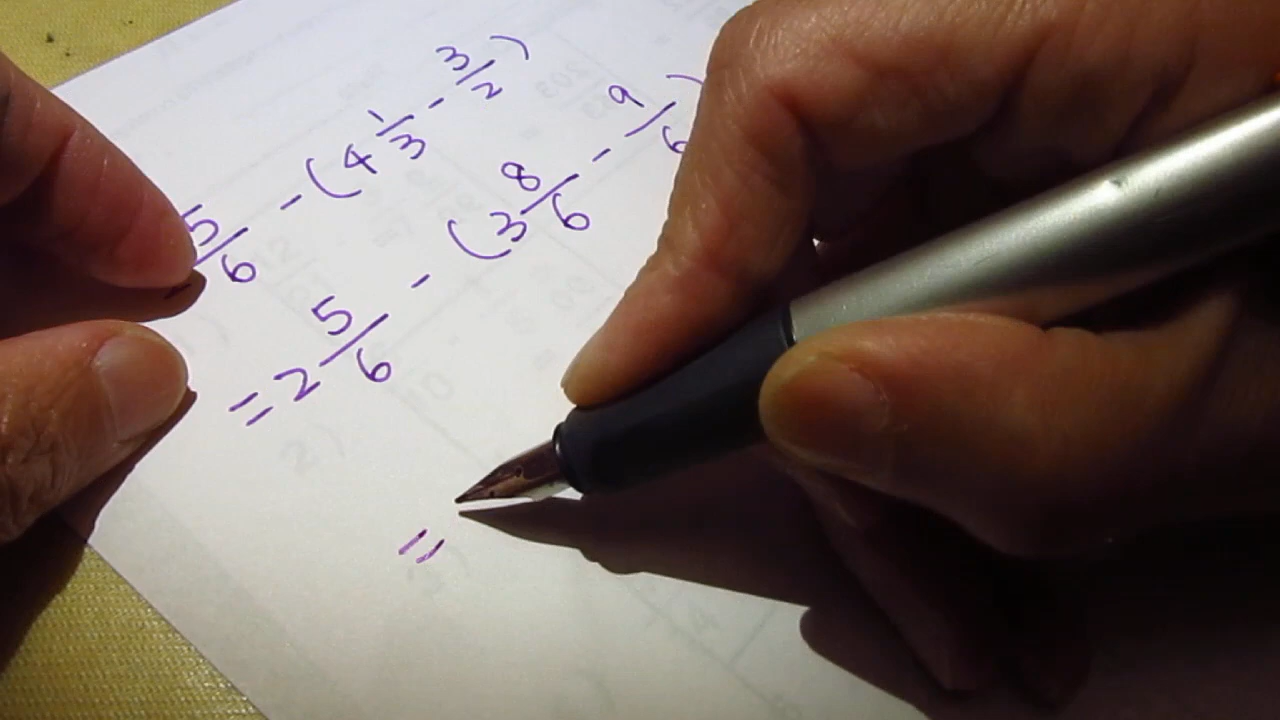 5/6 - (4 1/3 - 3/2)
= 2 5/6 - (3 8/6 - 9/6)
=